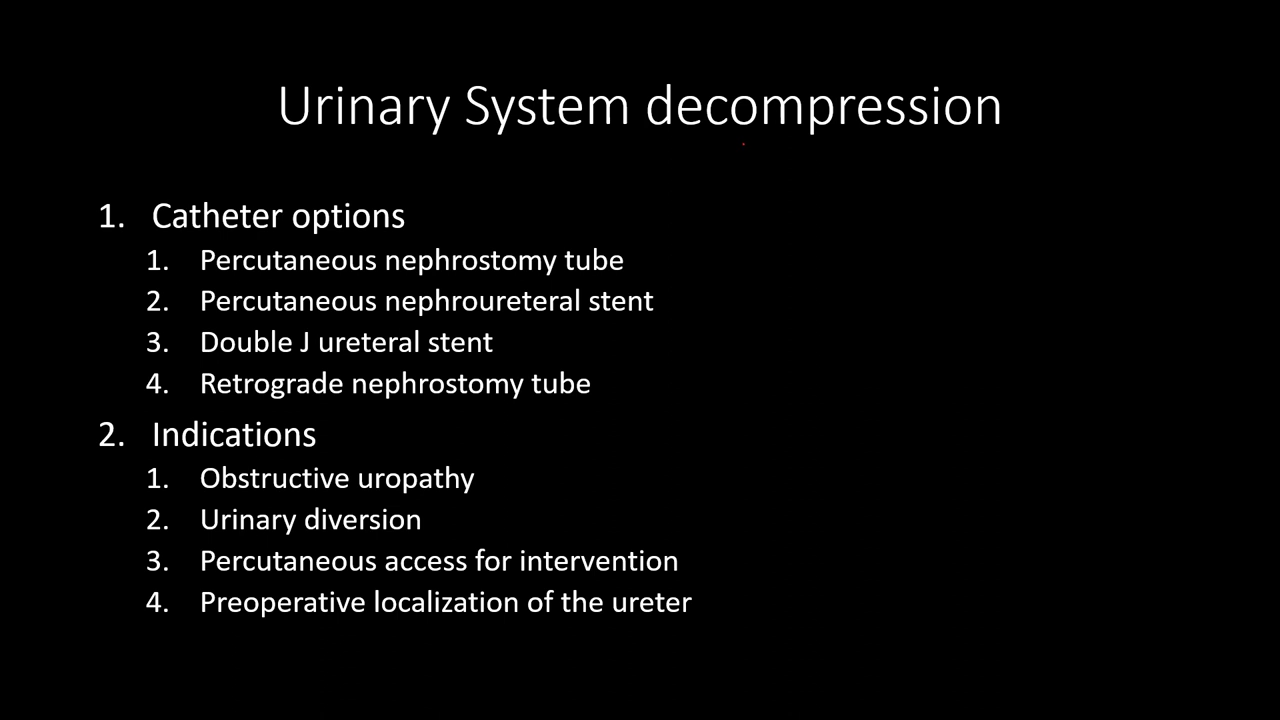 Urinary System decompression
1. Catheter options
1. Percutaneous nephrostomy tube
2. Percutaneous nephroureteral stent
3. Double J ureteral stent
4. Retrograde nephrostomy tube
2. Indications
1. Obstructive uropathy
2. Urinary diversion
3. Percutaneous access for intervention
4. Preoperative localization of the ureter